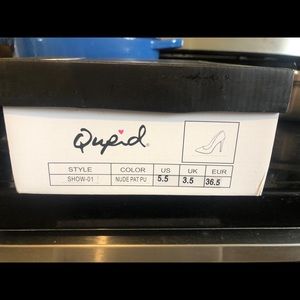 Qupid
STYLE COLOR US UK EUR
SHOW-01 NUDE PAT PU 5.5 3.5 36.5